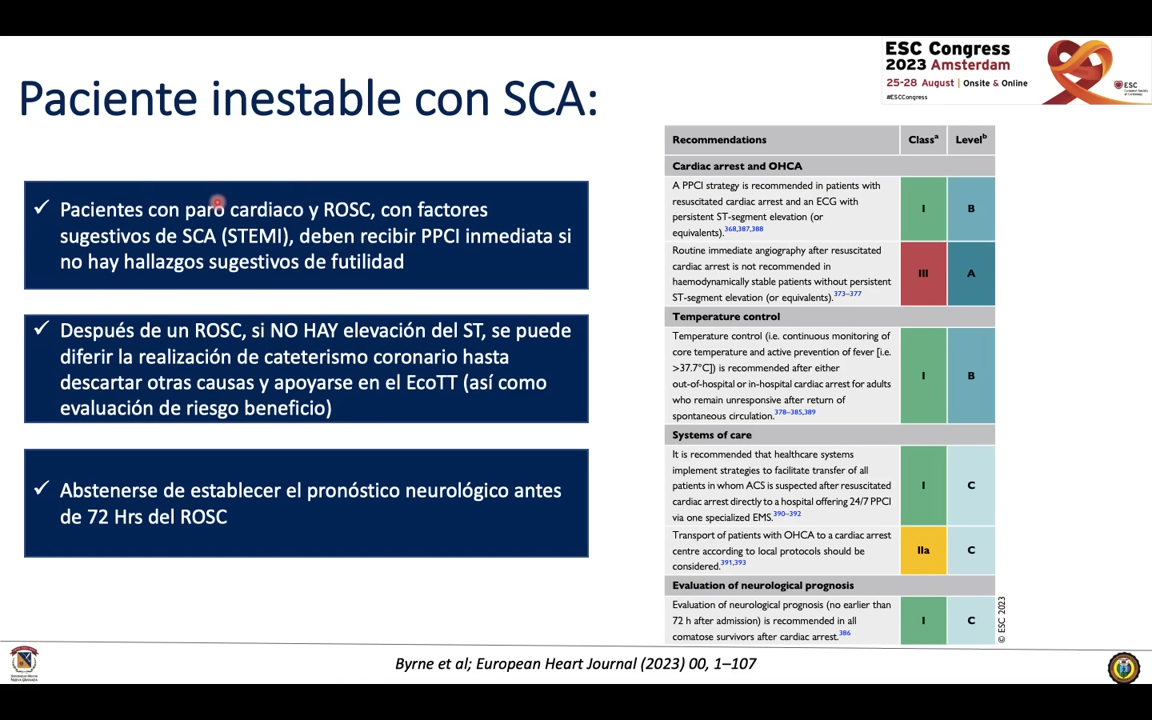 ESC Congress
2023 Amsterdam
25-28 August | Onsite & Online
#ESCCongress
ESC
Paciente inestable con SCA:
✓ Pacientes con paro cardiaco y ROSC, con factores
sugestivos de SCA (STEMI), deben recibir PPCI inmediata si
no hay hallazgos sugestivos de futilidad
✓ Después de un ROSC, si NO HAY elevación del ST, se puede
diferir la realización de cateterismo coronario hasta
descartar otras causas y apoyarse en el EcoTT (así como
evaluación de riesgo beneficio)
✓ Abstenerse de establecer el pronóstico neurológico antes
de 72 Hrs del ROSC
Recommendations Classa Levelb
Cardiac arrest and OHCA
A PPCI strategy is recommended in patients with
resuscitated cardiac arrest and an ECG with
persistent ST-segment elevation (or
equivalents).368,387,388
I B
Routine immediate angiography after resuscitated
cardiac arrest is not recommended in
haemodynamically stable patients without persistent
ST-segment elevation (or equivalents).373–377
III A
Temperature control
Temperature control (i.e. continuous monitoring of
core temperature and active prevention of fever [i.e.
>37.7°C]) is recommended after either
out-of-hospital or in-hospital cardiac arrest for adults
who remain unresponsive after return of
spontaneous circulation.378–385,389
I B
Systems of care
It is recommended that healthcare systems
implement strategies to facilitate transfer of all
patients in whom ACS is suspected after resuscitated
cardiac arrest directly to a hospital offering 24/7 PPCI
via one specialized EMS.390–392
I C
Transport of patients with OHCA to a cardiac arrest
centre according to local protocols should be
considered.391,393
IIa C
Evaluation of neurological prognosis
Evaluation of neurological prognosis (no earlier than
72 h after admission) is recommended in all
comatose survivors after cardiac arrest.386
I C
© ESC 2023
Byrne et al; European Heart Journal (2023) 00, 1–107